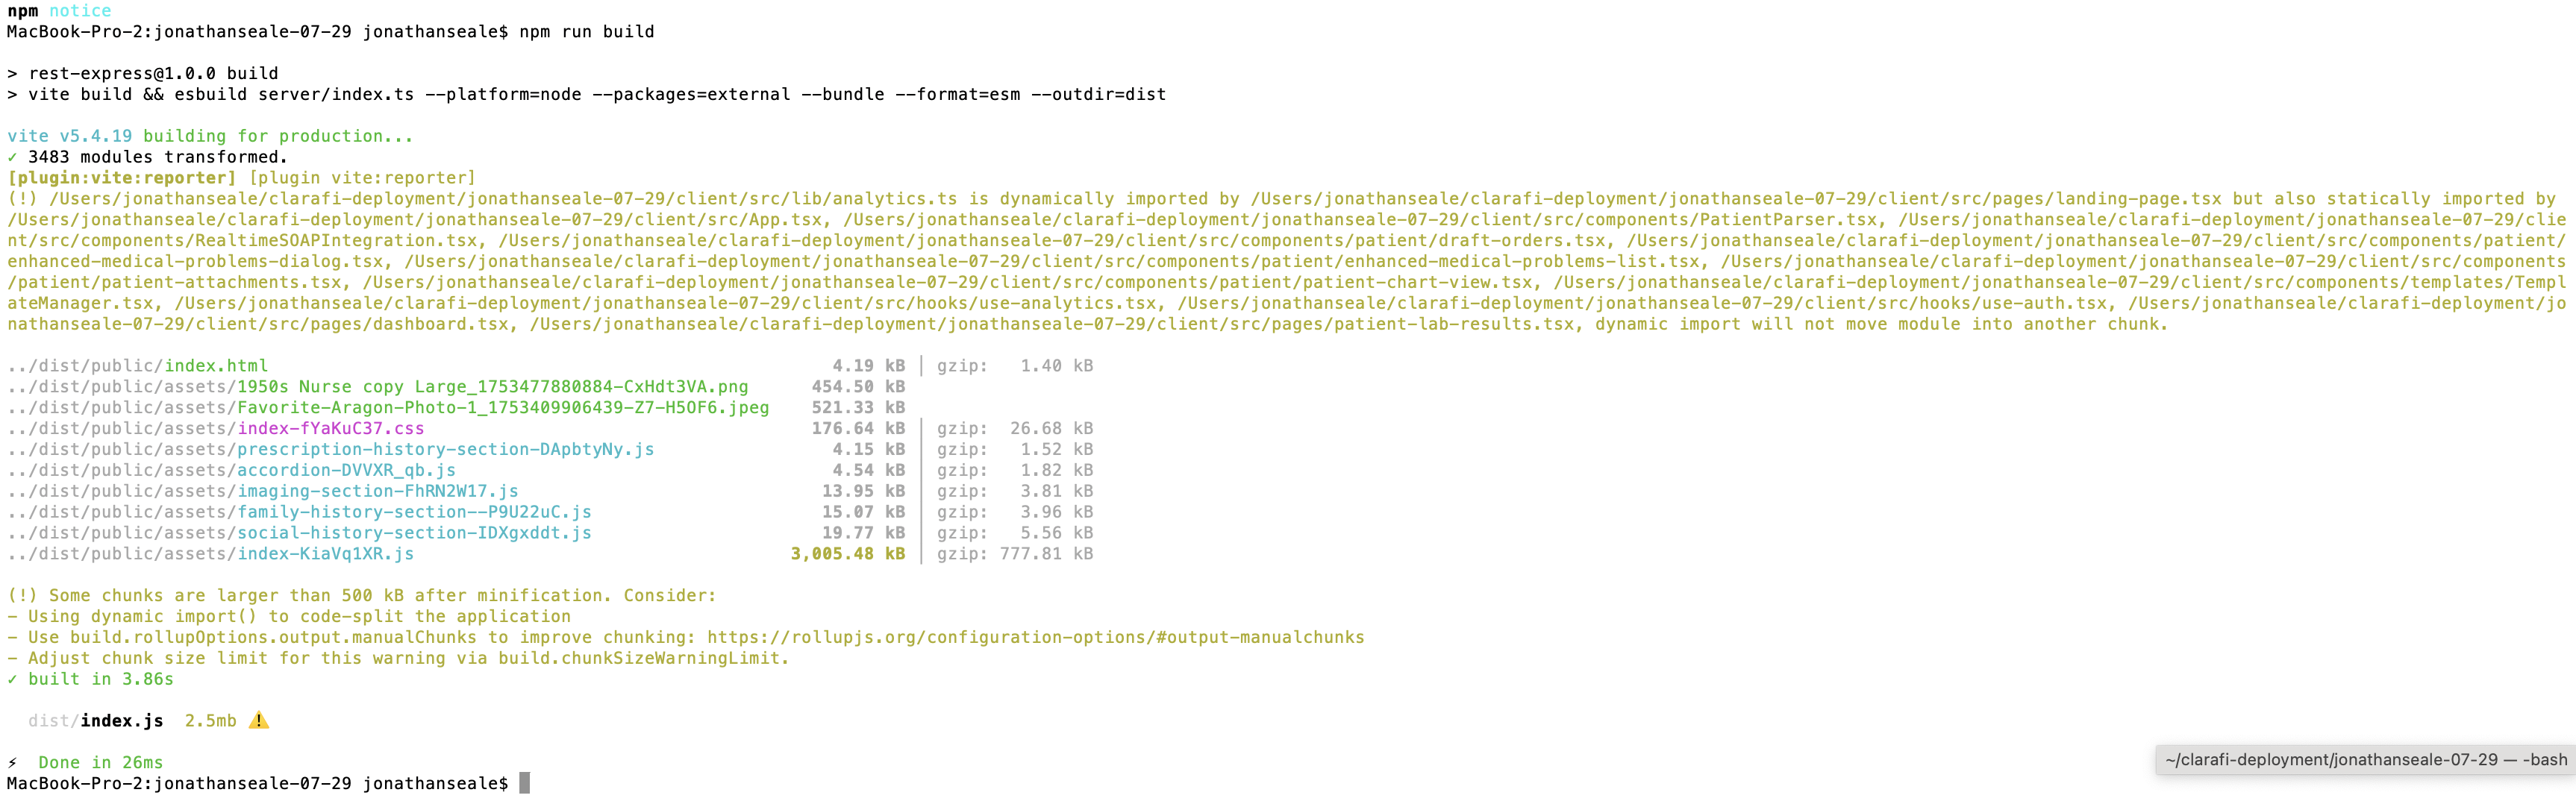 npm notice
MacBook-Pro-2:jonathanseale-07-29 jonathanseale$ npm run build
> rest-express@1.0.0 build
> vite build && esbuild server/index.ts --platform=node --packages=external --bundle --format=esm --outdir=dist
vite v5.4.19 building for production...
✓ 3483 modules transformed.
[plugin:vite:reporter] [plugin vite:reporter]
(!) /Users/jonathanseale/clarafi-deployment/jonathanseale-07-29/client/src/lib/analytics.ts is dynamically imported by /Users/jonathanseale/clarafi-deployment/jonathanseale-07-29/client/src/pages/landing-page.tsx but also statically imported by
/Users/jonathanseale/clarafi-deployment/jonathanseale-07-29/client/src/App.tsx, /Users/jonathanseale/clarafi-deployment/jonathanseale-07-29/client/src/components/PatientParser.tsx, /Users/jonathanseale/clarafi-deployment/jonathanseale-07-29/clie
nt/src/components/RealtimeSOAPIntegration.tsx, /Users/jonathanseale/clarafi-deployment/jonathanseale-07-29/client/src/components/patient/draft-orders.tsx, /Users/jonathanseale/clarafi-deployment/jonathanseale-07-29/client/src/components/patient/
enhanced-medical-problems-dialog.tsx, /Users/jonathanseale/clarafi-deployment/jonathanseale-07-29/client/src/components/patient/enhanced-medical-problems-list.tsx, /Users/jonathanseale/clarafi-deployment/jonathanseale-07-29/client/src/components
/patient/patient-attachments.tsx, /Users/jonathanseale/clarafi-deployment/jonathanseale-07-29/client/src/components/patient/patient-chart-view.tsx, /Users/jonathanseale/clarafi-deployment/jonathanseale-07-29/client/src/components/templates/Templ
ateManager.tsx, /Users/jonathanseale/clarafi-deployment/jonathanseale-07-29/client/src/hooks/use-analytics.tsx, /Users/jonathanseale/clarafi-deployment/jonathanseale-07-29/client/src/hooks/use-auth.tsx, /Users/jonathanseale/clarafi-deployment/jo
nathanseale-07-29/client/src/pages/dashboard.tsx, /Users/jonathanseale/clarafi-deployment/jonathanseale-07-29/client/src/pages/patient-lab-results.tsx, dynamic import will not move module into another chunk.
../dist/public/index.html 4.19 kB │ gzip: 1.40 kB
../dist/public/assets/1950s Nurse copy Large_1753477880884-CxHdt3VA.png 454.50 kB
../dist/public/assets/Favorite-Aragon-Photo-1_1753409906439-Z7-H5OF6.jpeg 521.33 kB
../dist/public/assets/index-fYaKuC37.css 176.64 kB │ gzip: 26.68 kB
../dist/public/assets/prescription-history-section-DApbtyNy.js 4.15 kB │ gzip: 1.52 kB
../dist/public/assets/accordion-DVVXR_qb.js 4.54 kB │ gzip: 1.82 kB
../dist/public/assets/imaging-section-FhRN2W17.js 13.95 kB │ gzip: 3.81 kB
../dist/public/assets/family-history-section--P9U22uC.js 15.07 kB │ gzip: 3.96 kB
../dist/public/assets/social-history-section-IDXgxddt.js 19.77 kB │ gzip: 5.56 kB
../dist/public/assets/index-KiaVq1XR.js 3,005.48 kB │ gzip: 777.81 kB
(!) Some chunks are larger than 500 kB after minification. Consider:
- Using dynamic import() to code-split the application
- Use build.rollupOptions.output.manualChunks to improve chunking: https://rollupjs.org/configuration-options/#output-manualchunks
- Adjust chunk size limit for this warning via build.chunkSizeWarningLimit.
✓ built in 3.86s
dist/index.js 2.5mb ⚠️
⚡ Done in 26ms
~/clarafi-deployment/jonathanseale-07-29 — -bash
MacBook-Pro-2:jonathanseale-07-29 jonathanseale$